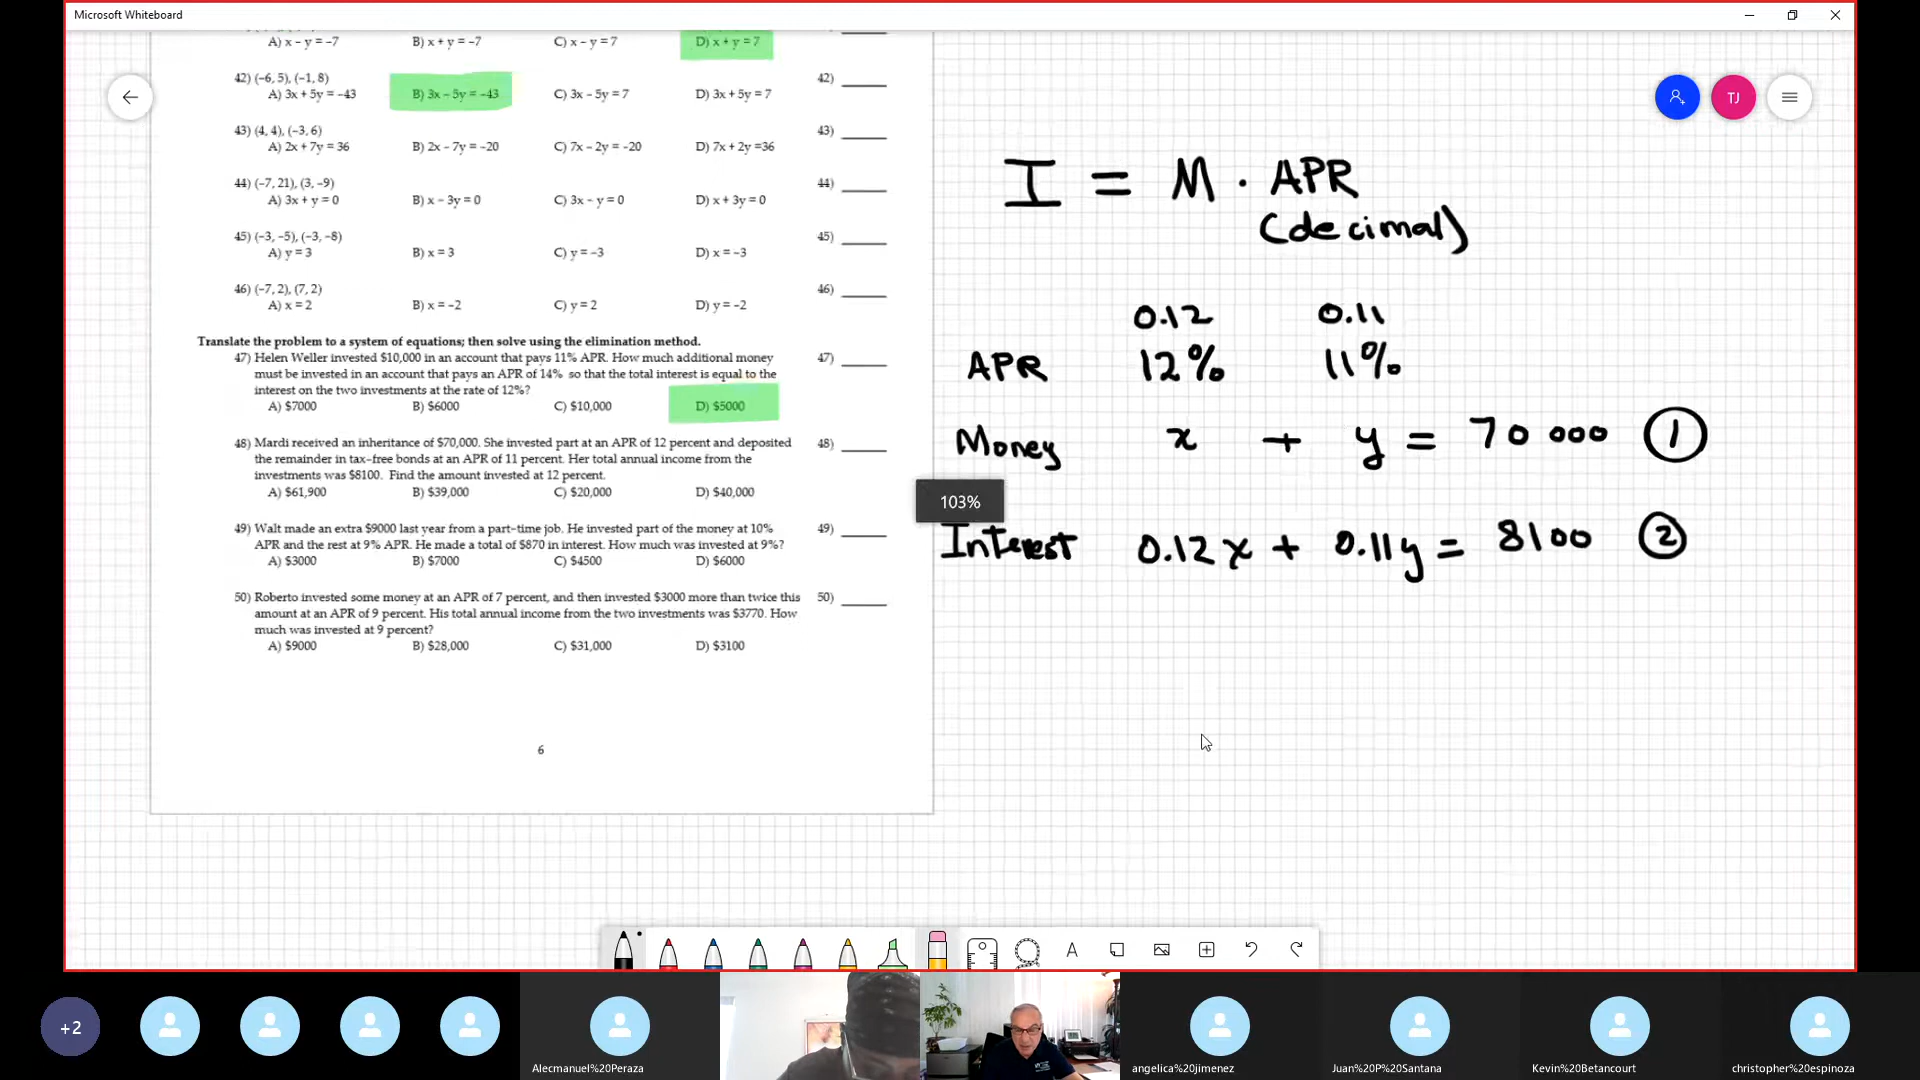 Microsoft Whiteboard
A) x − y = −7 B) x + y = −7 C) x − y = 7 D) x + y = 7
42) (−6, 5), (−1, 8) 42)
A) 3x + 5y = −43 B) 3x − 5y = −43 C) 3x − 5y = 7 D) 3x + 5y = 7
43) (4, 4), (−3, 6) 43)
A) 2x + 7y = 36 B) 2x − 7y = −20 C) 7x − 2y = −20 D) 7x + 2y =36
44) (−7, 21), (3, −9) 44)
A) 3x + y = 0 B) x − 3y = 0 C) 3x − y = 0 D) x + 3y = 0
45) (−3, −5), (−3, −8) 45)
A) y = 3 B) x = 3 C) y = −3 D) x = −3
46) (−7, 2), (7, 2) 46)
A) x = 2 B) x = −2 C) y = 2 D) y = −2
Translate the problem to a system of equations; then solve using the elimination method.
47) Helen Weller invested $10,000 in an account that pays 11% APR. How much additional money 47)
must be invested in an account that pays an APR of 14% so that the total interest is equal to the
interest on the two investments at the rate of 12%?
A) $7000 B) $6000 C) $10,000 D) $5000
48) Mardi received an inheritance of $70,000. She invested part at an APR of 12 percent and deposited 48)
the remainder in tax−free bonds at an APR of 11 percent. Her total annual income from the
investments was $8100. Find the amount invested at 12 percent.
A) $61,900 B) $39,000 C) $20,000 D) $40,000
49) Walt made an extra $9000 last year from a part−time job. He invested part of the money at 10% 49)
APR and the rest at 9% APR. He made a total of $870 in interest. How much was invested at 9%?
A) $3000 B) $7000 C) $4500 D) $6000
50) Roberto invested some money at an APR of 7 percent, and then invested $3000 more than twice this 50)
amount at an APR of 9 percent. His total annual income from the two investments was $3770. How
much was invested at 9 percent?
A) $9000 B) $28,000 C) $31,000 D) $3100
6
TJ
I = M · APR
(decimal)
0.12 0.11
APR 12% 11%
Money x + y = 70 000 1
103%
Interest 0.12x + 0.11y = 8100 2
A
+2
Alecmanuel%20Peraza
angelica%20jimenez
Juan%20P%20Santana
Kevin%20Betancourt
christopher%20espinoza